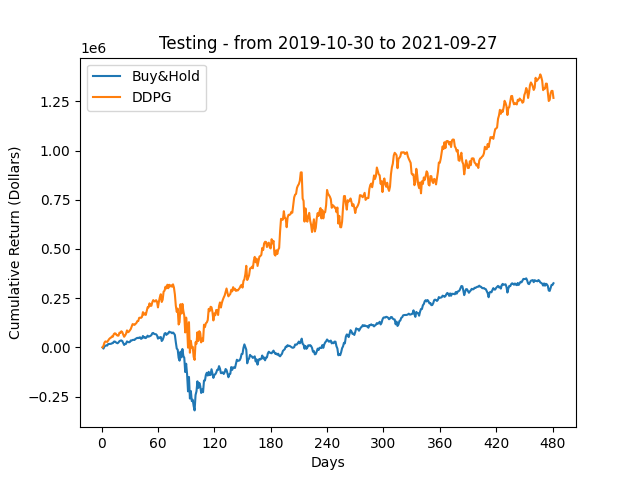 Testing - from 2019-10-30 to 2021-09-27
1e6
Buy&Hold
DDPG
1.25
1.00
0.75
0.50
0.25
0.00
−0.25
Cumulative Return (Dollars)
0 60 120 180 240 300 360 420 480
Days